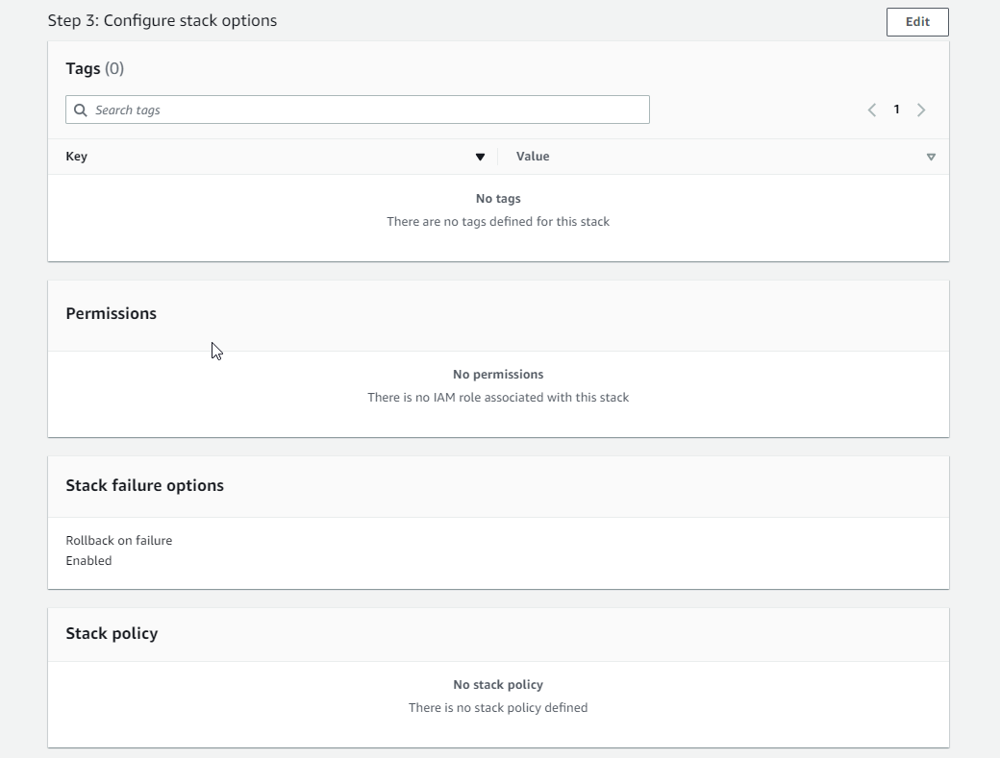 Step 3: Configure stack options
Edit
Tags (0)
Search tags
1
Key
Value
No tags
There are no tags defined for this stack
Permissions
No permissions
There is no IAM role associated with this stack
Stack failure options
Rollback on failure
Enabled
Stack policy
No stack policy
There is no stack policy defined